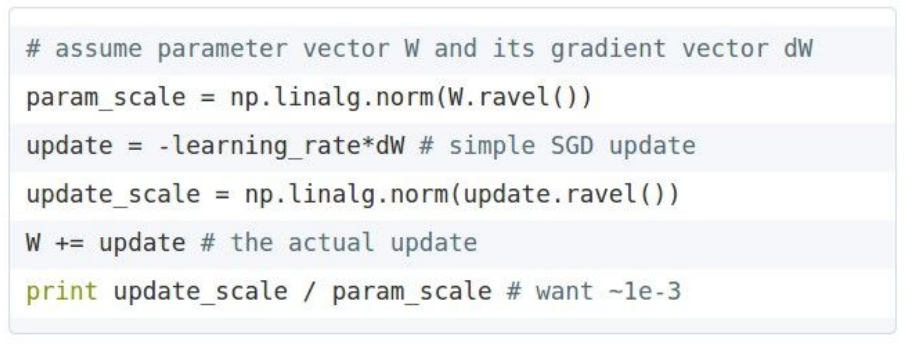 # assume parameter vector W and its gradient vector dW
param_scale = np.linalg.norm(W.ravel())
update = -learning_rate*dW # simple SGD update
update_scale = np.linalg.norm(update.ravel())
W += update # the actual update
print update_scale / param_scale # want ~1e-3